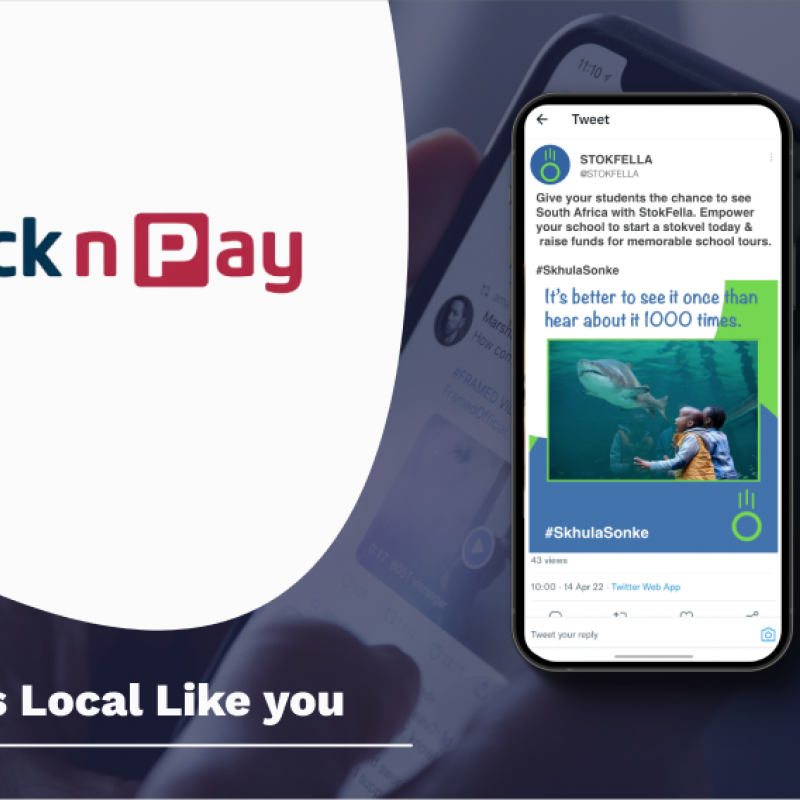 ck n Pay
s Local Like you
11:10
Marsh
How con
Tweet
STOKFELLA
@STOKFELLA
Give your students the chance to see
South Africa with StokFella. Empower
your school to start a stokvel today &
raise funds for memorable school tours.
#SkhulaSonke
It's better to see it once than
hear about it 1000 times.
#SkhulaSonke
43 views
10:00 · 14 Apr 22 · Twitter Web App
Tweet your reply